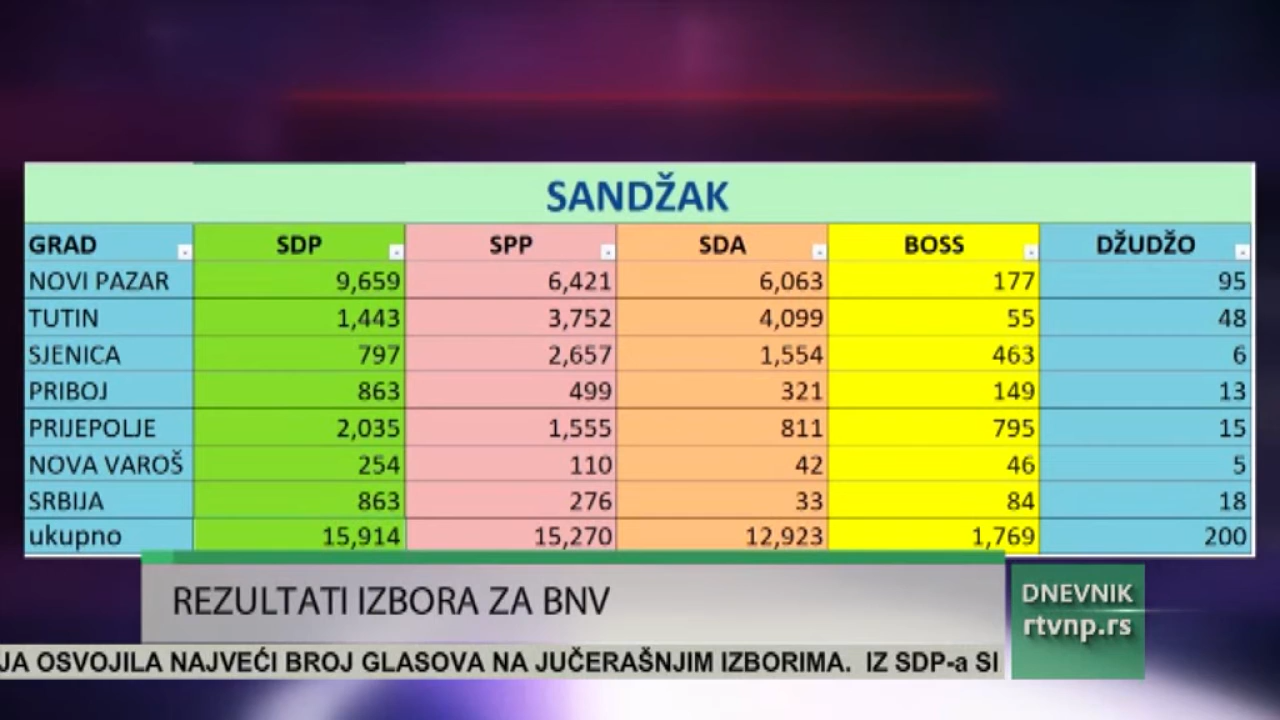 SANDŽAK
GRAD SDP SPP SDA BOSS DŽUDŽO
NOVI PAZAR 9,659 6,421 6,063 177 95
TUTIN 1,443 3,752 4,099 55 48
SJENICA 797 2,657 1,554 463 6
PRIBOJ 863 499 321 149 13
PRIJEPOLJE 2,035 1,555 811 795 15
NOVA VAROŠ 254 110 42 46 5
SRBIJA 863 276 33 84 18
ukupno 15,914 15,270 12,923 1,769 200
REZULTATI IZBORA ZA BNV
DNEVNIK
rtvnp.rs
JA OSVOJILA NAJVEĆI BROJ GLASOVA NA JUČERAŠNJIM IZBORIMA. IZ SDP-a SI